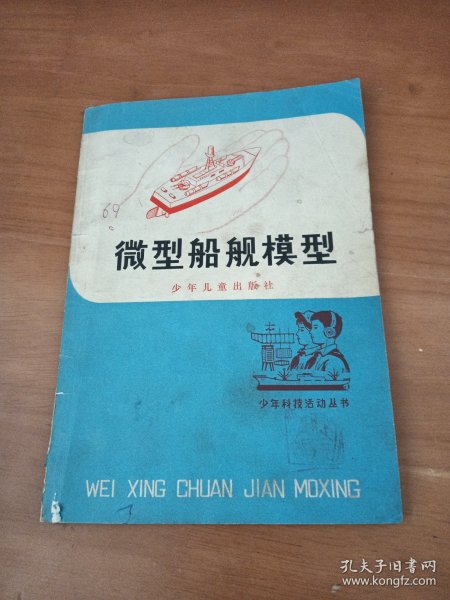 69
微型船舰模型
少年儿童出版社
少年科技活动丛书
WEI XING CHUAN JIAN MOXING
孔夫子旧书网
www.kongfz.com